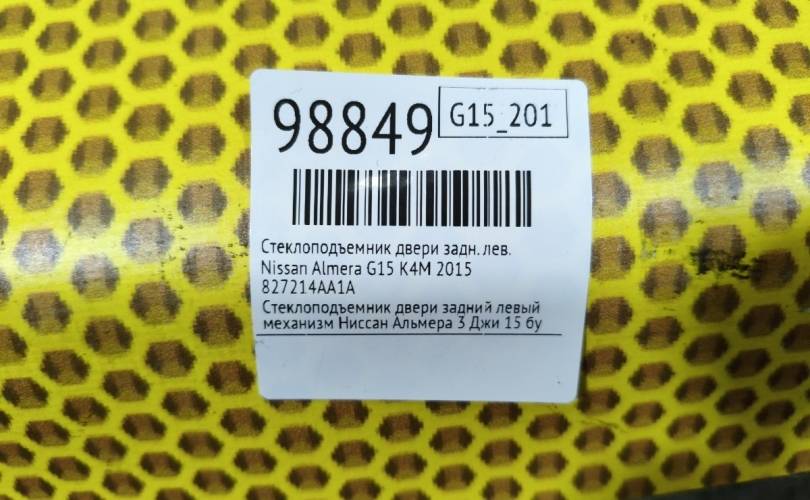 98849
G15_201
Стеклоподъемник двери задн. лев.
Nissan Almera G15 K4M 2015
827214AA1A
Стеклоподъемник двери задний левый
механизм Ниссан Альмера 3 Джи 15 бу